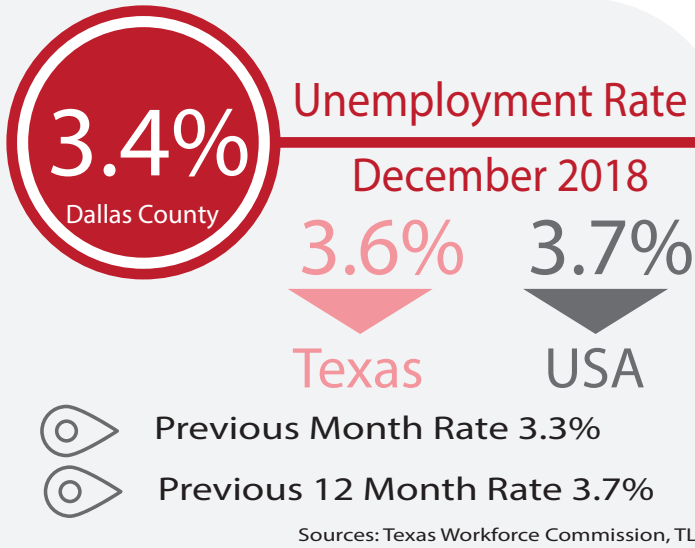 3.4%
Dallas County
Unemployment Rate
December 2018
3.6% 3.7%
Texas USA
Previous Month Rate 3.3%
Previous 12 Month Rate 3.7%
Sources: Texas Workforce Commission,